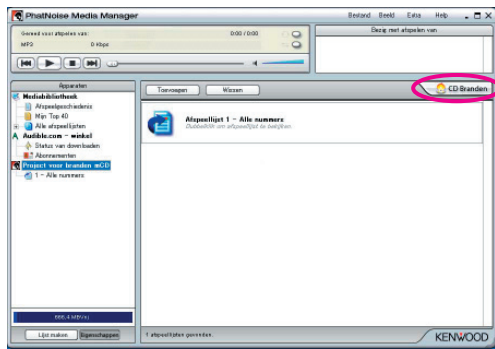 PhatNoise Media Manager
Bestand Beeld Extra Help
Gereed voor afspelen van: 0:00 / 0:00
MP3 0 Kbps
Bezig met afspelen van
Apparaten
Toevoegen Wissen CD Branden
Mediabibliotheek
Afspeelgeschiedenis
Mijn Top 40
Alle afspeellijsten
Audible.com - winkel
Status van downloaden
Abonnementen
Project voor branden mCD
1 - Alle nummers
Afspeellijst 1 - Alle nummers
Dubbelklik om afspeellijst te bekijken
Lijst maken Eigenschappen
1 afspeellijsten gevonden.
KENWOOD